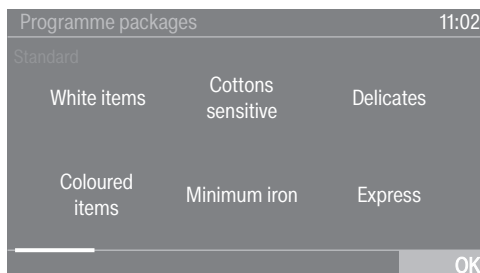 Programme packages 11:02
Standard
White items
Cottons
sensitive
Delicates
Coloured
items
Minimum iron
Express
OK